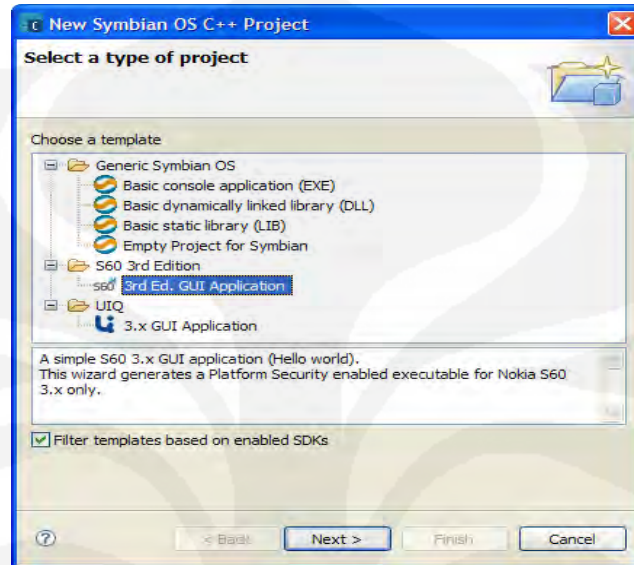 New Symbian OS C++ Project
Select a type of project
Choose a template
Generic Symbian OS
Basic console application (EXE)
Basic dynamically linked library (DLL)
Basic static library (LIB)
Empty Project for Symbian
S60 3rd Edition
S60 3rd Ed. GUI Application
UIQ
3.x GUI Application
A simple S60 3.x GUI application (Hello world).
This wizard generates a Platform Security enabled executable for Nokia S60
3.x only.
Filter templates based on enabled SDKs
< Back Next > Finish Cancel